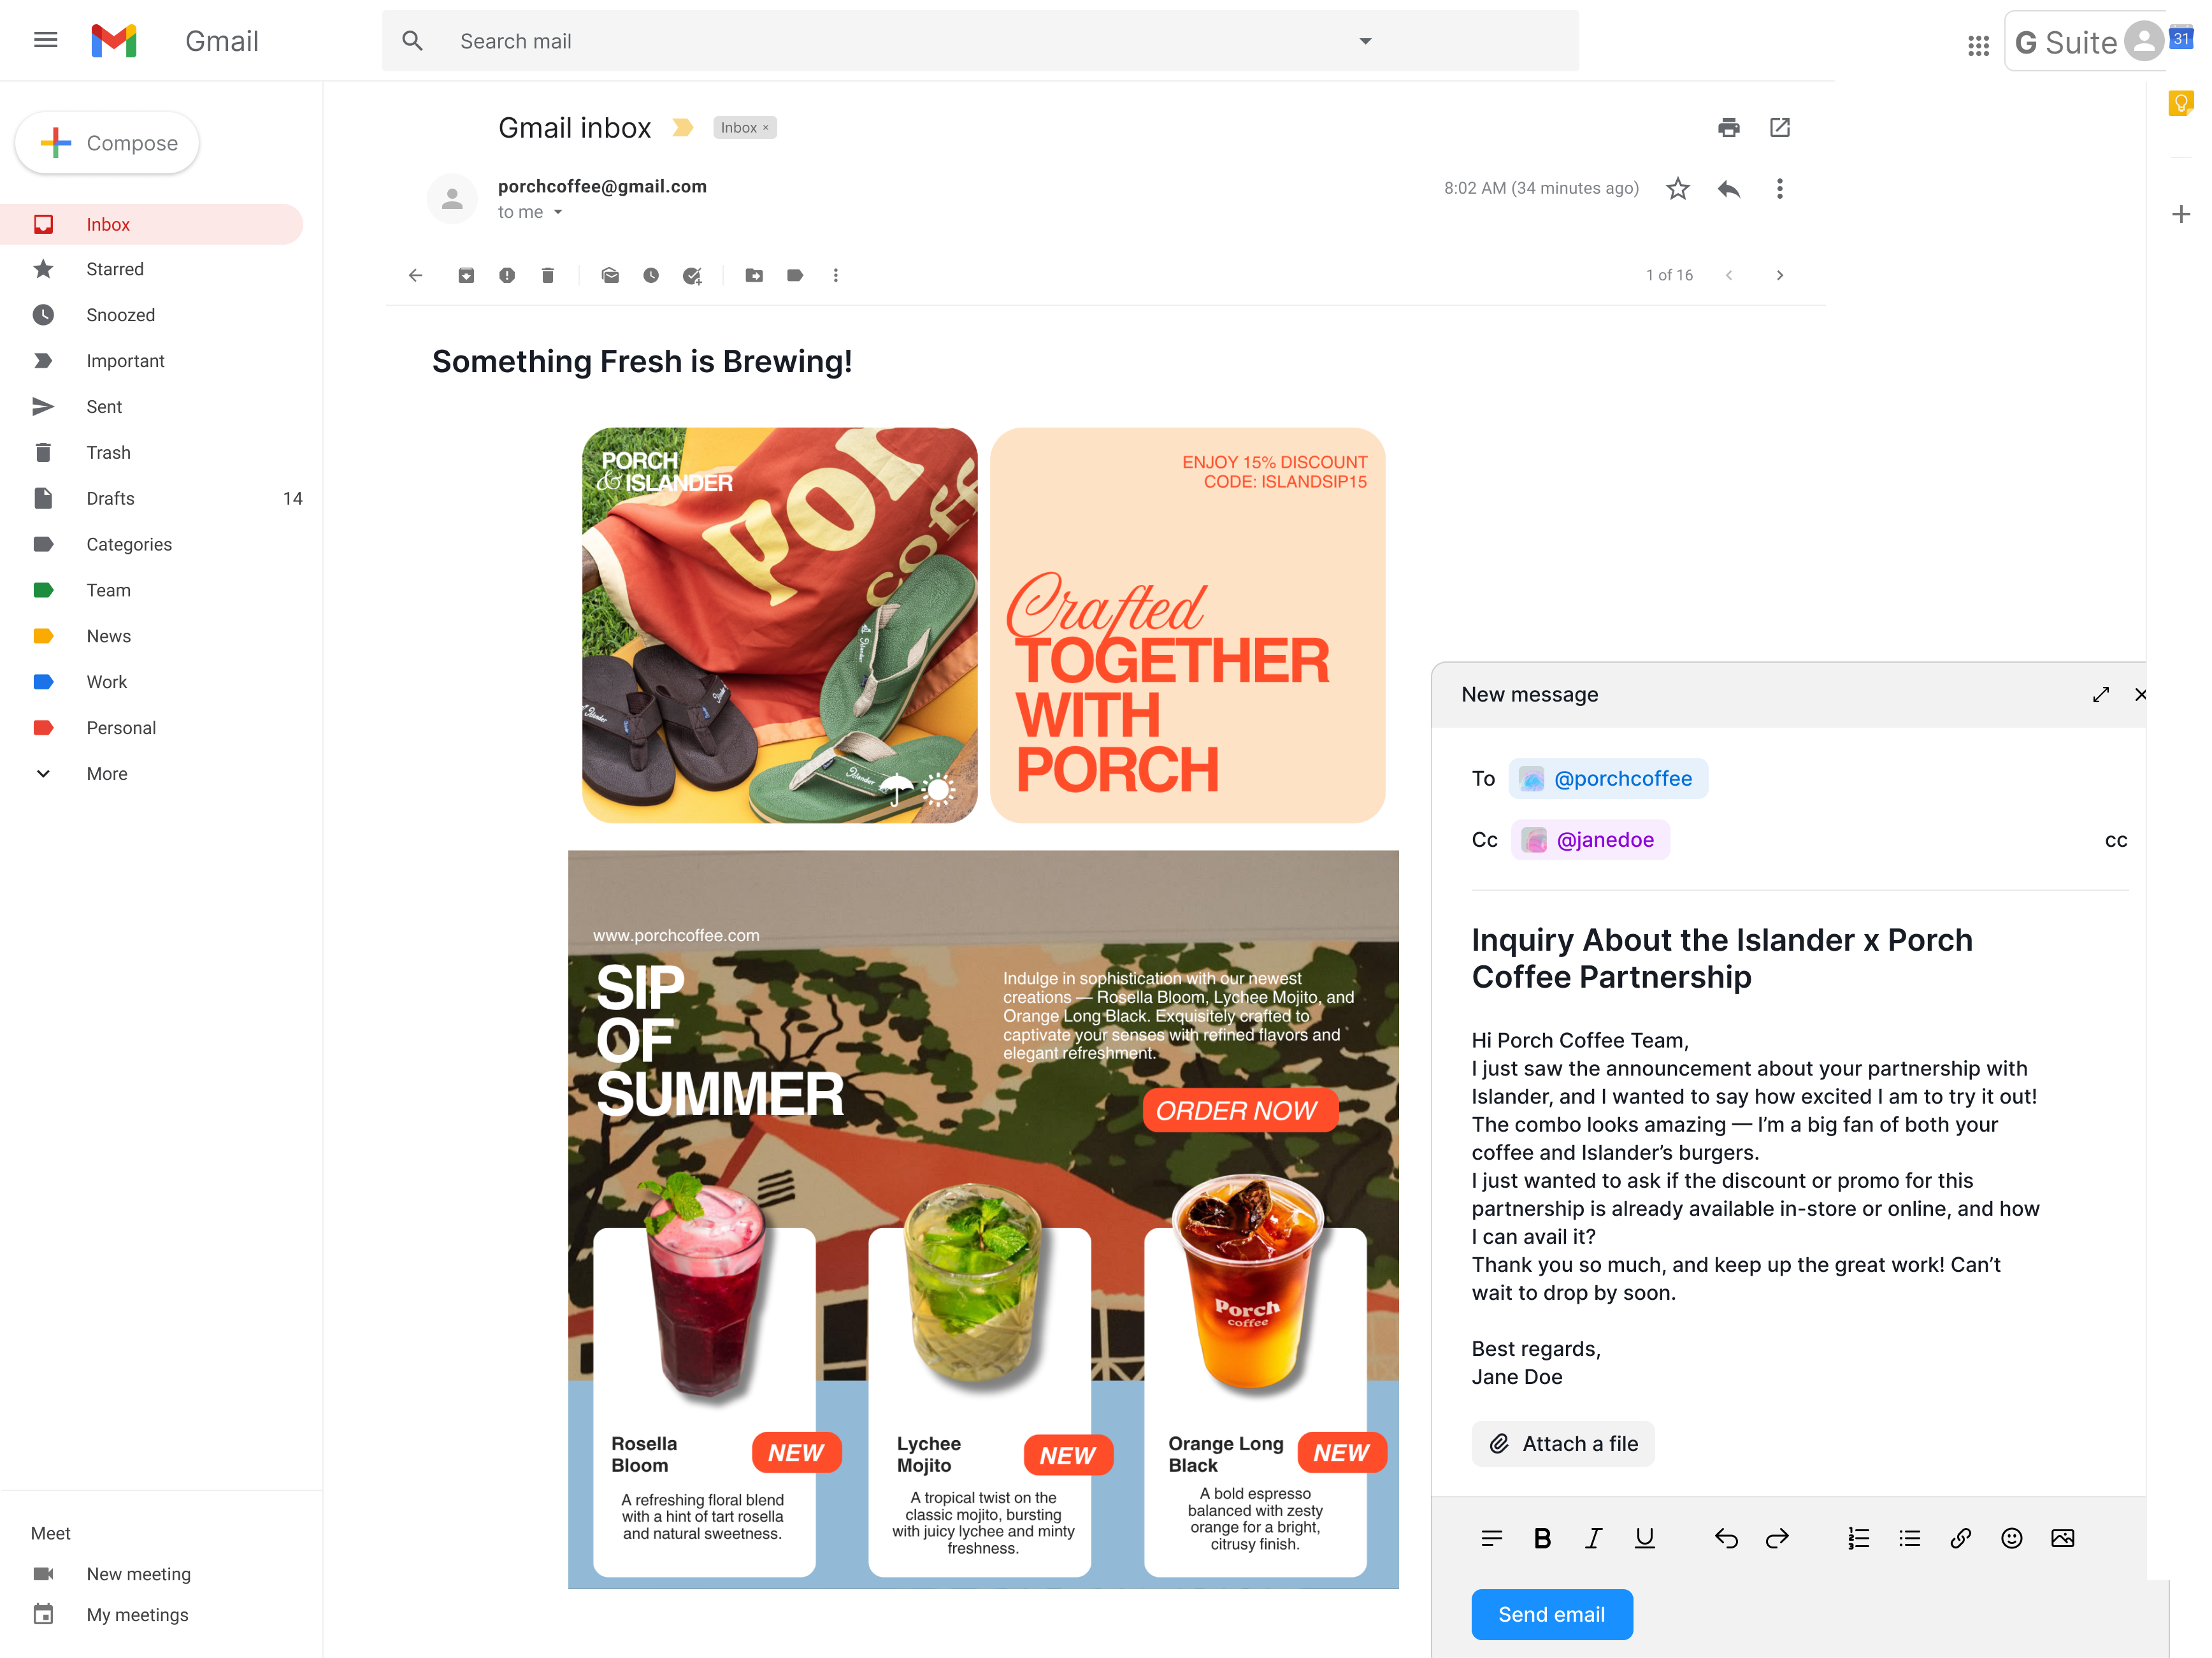 Gmail
Search mail
G Suite
31
Compose
Inbox
Starred
Snoozed
Important
Sent
Trash
Drafts 14
Categories
Team
News
Work
Personal
More
Meet
New meeting
My meetings
Gmail inbox
Inbox ×
porchcoffee@gmail.com
to me
8:02 AM (34 minutes ago)
1 of 16
Something Fresh is Brewing!
PORCH
& ISLANDER
Por
coff
Islander
Islander
Islander
Islander
ENJOY 15% DISCOUNT
CODE: ISLANDSIP15
Crafted
TOGETHER
WITH
PORCH
www.porchcoffee.com
SIP
OF
SUMMER
Indulge in sophistication with our newest
creations — Rosella Bloom, Lychee Mojito, and
Orange Long Black. Exquisitely crafted to
captivate your senses with refined flavors and
elegant refreshment.
ORDER NOW
Porch
coffee
Rosella
Bloom
NEW
A refreshing floral blend
with a hint of tart rosella
and natural sweetness.
Lychee
Mojito
NEW
A tropical twist on the
classic mojito, bursting
with juicy lychee and minty
freshness.
Orange Long
Black
NEW
A bold espresso
balanced with zesty
orange for a bright,
citrusy finish.
New message
To @porchcoffee
Cc @janedoe cc
Inquiry About the Islander x Porch
Coffee Partnership
Hi Porch Coffee Team,
I just saw the announcement about your partnership with
Islander, and I wanted to say how excited I am to try it out!
The combo looks amazing — I'm a big fan of both your
coffee and Islander's burgers.
I just wanted to ask if the discount or promo for this
partnership is already available in-store or online, and how
I can avail it?
Thank you so much, and keep up the great work! Can't
wait to drop by soon.
Best regards,
Jane Doe
Attach a file
B I U
Send email